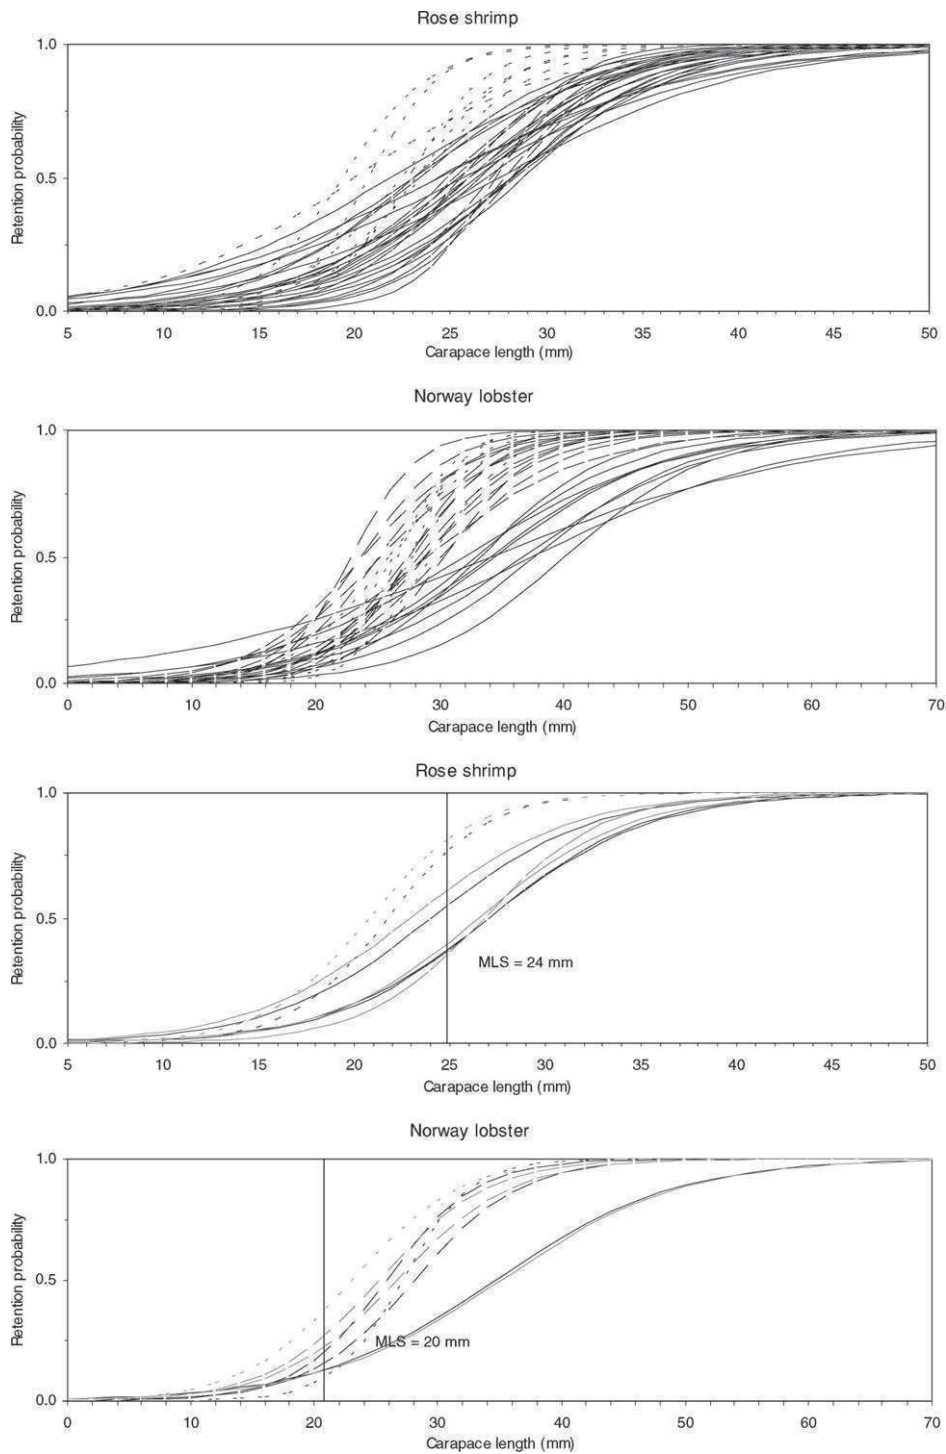 Rose shrimp
1.0
0.5
0.0
Retention probability
5 10 15 20 25 30 35 40 45 50
Carapace length (mm)
Norway lobster
1.0
0.5
0.0
Retention probability
0 10 20 30 40 50 60 70
Carapace length (mm)
Rose shrimp
1.0
0.5
0.0
Retention probability
MLS = 24 mm
5 10 15 20 25 30 35 40 45 50
Carapace length (mm)
Norway lobster
1.0
0.5
0.0
Retention probability
MLS = 20 mm
0 10 20 30 40 50 60 70
Carapace length (mm)